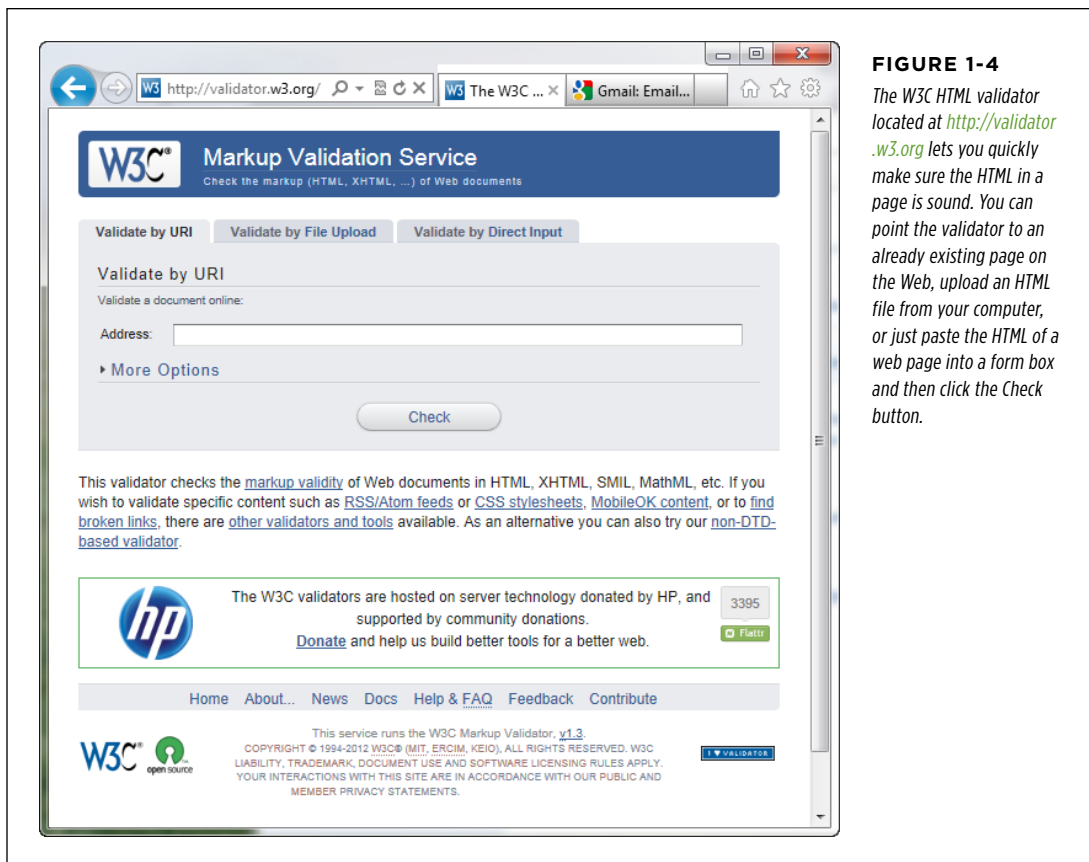 W3 http://validator.w3.org/
W3 The W3C ...
Gmail: Email...
W3C®
Markup Validation Service
Check the markup (HTML, XHTML, ...) of Web documents
Validate by URI
Validate by File Upload
Validate by Direct Input
Validate by URI
Validate a document online:
Address:
More Options
Check
This validator checks the markup validity of Web documents in HTML, XHTML, SMIL, MathML, etc. If you
wish to validate specific content such as RSS/Atom feeds or CSS stylesheets, MobileOK content, or to find
broken links, there are other validators and tools available. As an alternative you can also try our non-DTD-
based validator.
hp
The W3C validators are hosted on server technology donated by HP, and
supported by community donations.
Donate and help us build better tools for a better web.
3395
Flattr
Home About... News Docs Help & FAQ Feedback Contribute
W3C®
open source
This service runs the W3C Markup Validator, v1.3.
COPYRIGHT © 1994-2012 W3C® (MIT, ERCIM, KEIO), ALL RIGHTS RESERVED. W3C
LIABILITY, TRADEMARK, DOCUMENT USE AND SOFTWARE LICENSING RULES APPLY.
YOUR INTERACTIONS WITH THIS SITE ARE IN ACCORDANCE WITH OUR PUBLIC AND
MEMBER PRIVACY STATEMENTS.
I ♥ VALIDATOR
FIGURE 1-4
The W3C HTML validator
located at http://validator
.w3.org lets you quickly
make sure the HTML in a
page is sound. You can
point the validator to an
already existing page on
the Web, upload an HTML
file from your computer,
or just paste the HTML of a
web page into a form box
and then click the Check
button.